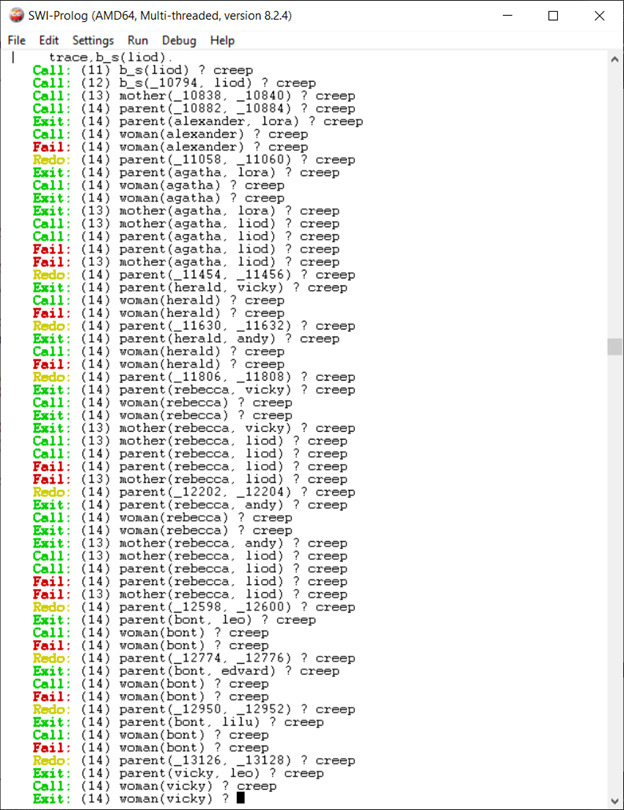 SWI-Prolog (AMD64, Multi-threaded, version 8.2.4)
File Edit Settings Run Debug Help
| trace,b_s(liod).
Call: (11) b_s(liod) ? creep
Call: (12) b_s(_10794, liod) ? creep
Call: (13) mother(_10838, _10840) ? creep
Call: (14) parent(_10882, _10884) ? creep
Exit: (14) parent(alexander, lora) ? creep
Call: (14) woman(alexander) ? creep
Fail: (14) woman(alexander) ? creep
Redo: (14) parent(_11058, _11060) ? creep
Exit: (14) parent(agatha, lora) ? creep
Call: (14) woman(agatha) ? creep
Exit: (14) woman(agatha) ? creep
Exit: (13) mother(agatha, lora) ? creep
Call: (13) mother(agatha, liod) ? creep
Call: (14) parent(agatha, liod) ? creep
Fail: (14) parent(agatha, liod) ? creep
Fail: (13) mother(agatha, liod) ? creep
Redo: (14) parent(_11454, _11456) ? creep
Exit: (14) parent(herald, vicky) ? creep
Call: (14) woman(herald) ? creep
Fail: (14) woman(herald) ? creep
Redo: (14) parent(_11630, _11632) ? creep
Exit: (14) parent(herald, andy) ? creep
Call: (14) woman(herald) ? creep
Fail: (14) woman(herald) ? creep
Redo: (14) parent(_11806, _11808) ? creep
Exit: (14) parent(rebecca, vicky) ? creep
Call: (14) woman(rebecca) ? creep
Exit: (14) woman(rebecca) ? creep
Exit: (13) mother(rebecca, vicky) ? creep
Call: (13) mother(rebecca, liod) ? creep
Call: (14) parent(rebecca, liod) ? creep
Fail: (14) parent(rebecca, liod) ? creep
Fail: (13) mother(rebecca, liod) ? creep
Redo: (14) parent(_12202, _12204) ? creep
Exit: (14) parent(rebecca, andy) ? creep
Call: (14) woman(rebecca) ? creep
Exit: (14) woman(rebecca) ? creep
Exit: (13) mother(rebecca, andy) ? creep
Call: (13) mother(rebecca, liod) ? creep
Call: (14) parent(rebecca, liod) ? creep
Fail: (14) parent(rebecca, liod) ? creep
Fail: (13) mother(rebecca, liod) ? creep
Redo: (14) parent(_12598, _12600) ? creep
Exit: (14) parent(bont, leo) ? creep
Call: (14) woman(bont) ? creep
Fail: (14) woman(bont) ? creep
Redo: (14) parent(_12774, _12776) ? creep
Exit: (14) parent(bont, edvard) ? creep
Call: (14) woman(bont) ? creep
Fail: (14) woman(bont) ? creep
Redo: (14) parent(_12950, _12952) ? creep
Exit: (14) parent(bont, lilu) ? creep
Call: (14) woman(bont) ? creep
Fail: (14) woman(bont) ? creep
Redo: (14) parent(_13126, _13128) ? creep
Exit: (14) parent(vicky, leo) ? creep
Call: (14) woman(vicky) ? creep
Exit: (14) woman(vicky) ?